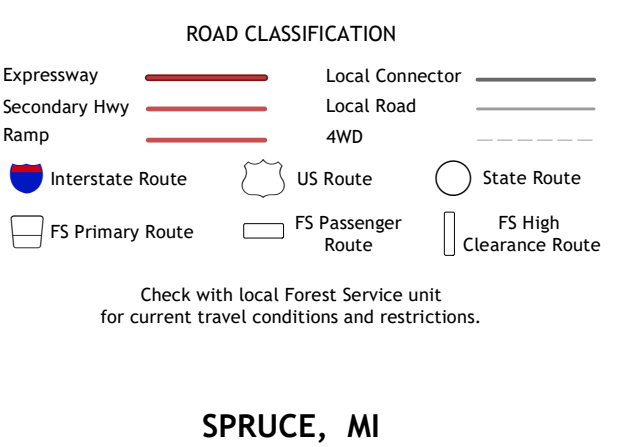 ROAD CLASSIFICATION
Expressway
Local Connector
Secondary Hwy
Local Road
Ramp
4WD
Interstate Route
US Route
State Route
FS Primary Route
FS Passenger
Route
FS High
Clearance Route
Check with local Forest Service unit
for current travel conditions and restrictions.
SPRUCE, MI